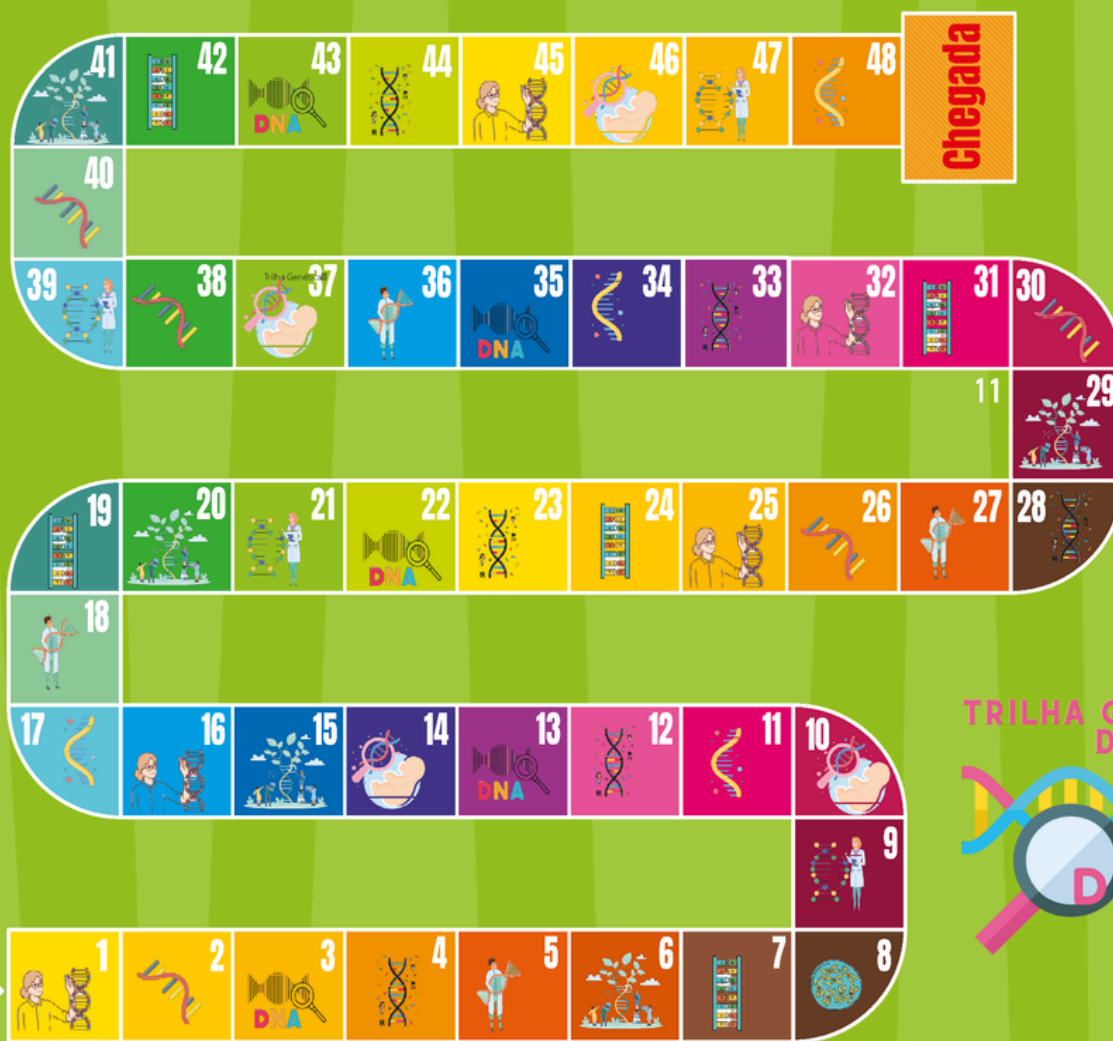 41 42 43 44 45 46 47 48 Chegada
DNA
40
39 38 37 36 35 34 33 32 31 30
Trilha Genética
DNA
11 29
19 20 21 22 23 24 25 26 27 28
DNA
18
17 16 15 14 13 12 11 10
DNA
TRILHA
9
D
1 2 3 4 5 6 7 8
DNA